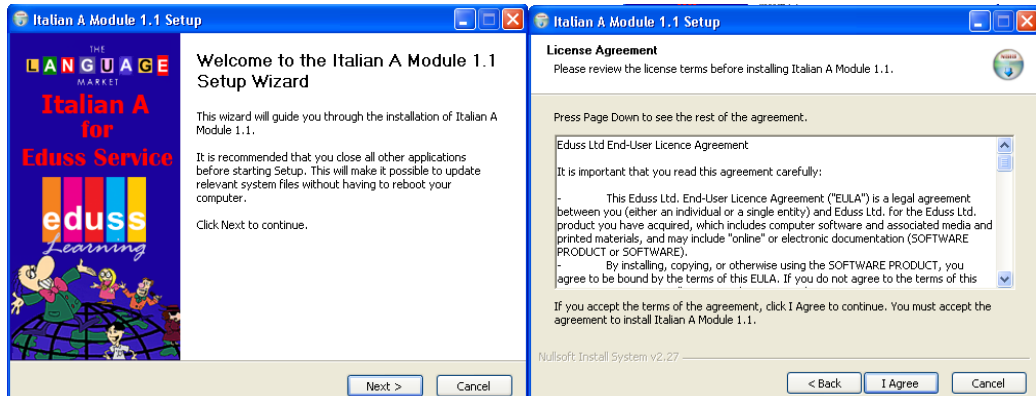 Italian A Module 1.1 Setup
THE
LANGUAGE
MARKET
Italian A
for
Eduss Service
eduss
Learning
Welcome to the Italian A Module 1.1
Setup Wizard
This wizard will guide you through the installation of Italian A
Module 1.1.
It is recommended that you close all other applications
before starting Setup. This will make it possible to update
relevant system files without having to reboot your
computer.
Click Next to continue.
Next >
Cancel
Italian A Module 1.1 Setup
License Agreement
Please review the license terms before installing Italian A Module 1.1.
Press Page Down to see the rest of the agreement.
Eduss Ltd End-User Licence Agreement
It is important that you read this agreement carefully:
- This Eduss Ltd. End-User Licence Agreement ("EULA") is a legal agreement
between you (either an individual or a single entity) and Eduss Ltd. for the Eduss Ltd.
product you have acquired, which includes computer software and associated media and
printed materials, and may include "online" or electronic documentation (SOFTWARE
PRODUCT or SOFTWARE).
- By installing, copying, or otherwise using the SOFTWARE PRODUCT, you
agree to be bound by the terms of this EULA. If you do not agree to the terms of this
If you accept the terms of the agreement, click I Agree to continue. You must accept the
agreement to install Italian A Module 1.1.
Nullsoft Install System v2.27
< Back
I Agree
Cancel